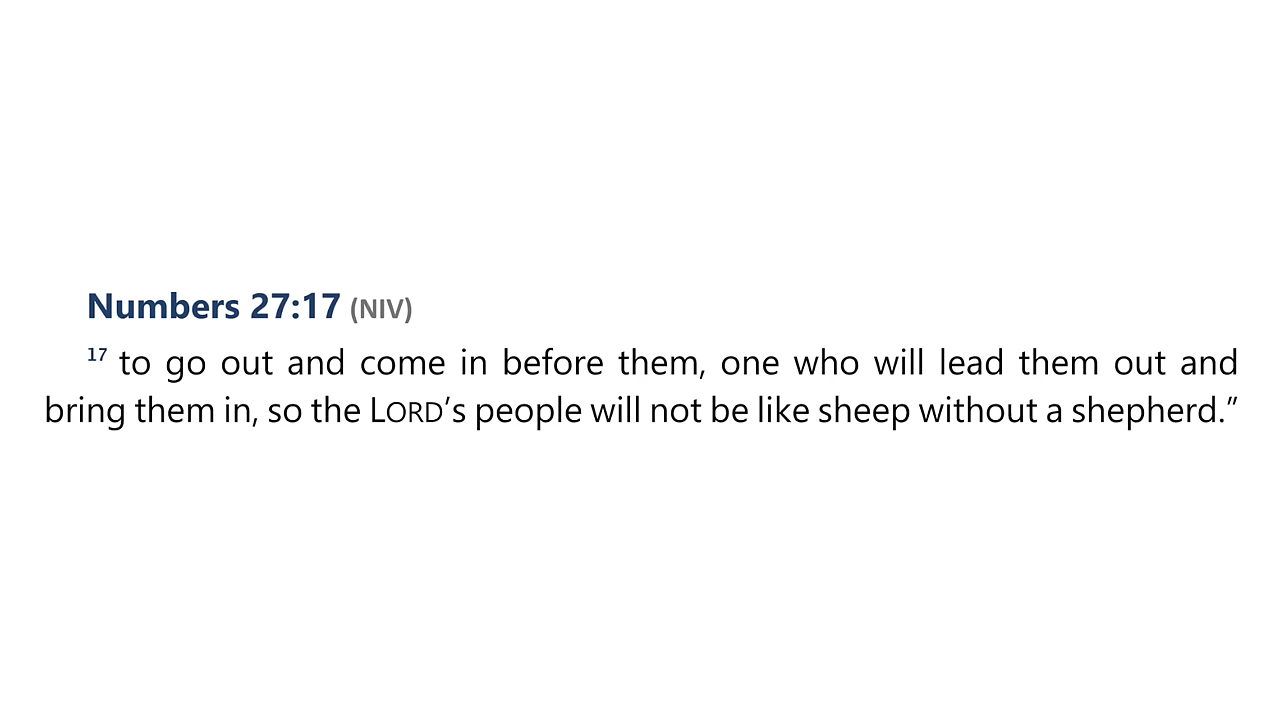 Numbers 27:17 (NIV)
17 to go out and come in before them, one who will lead them out and
bring them in, so the LORD’s people will not be like sheep without a shepherd.”